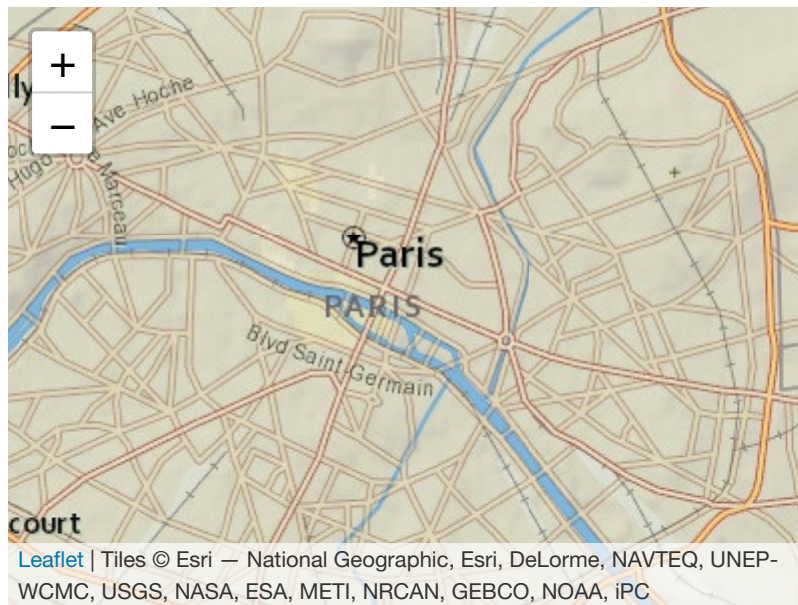 +
−
lly
Ave Hoche
Hugo
e Marceau
Paris
PARIS
Blvd Saint-Germain
court
Leaflet | Tiles © Esri — National Geographic, Esri, DeLorme, NAVTEQ, UNEP-
WCMC, USGS, NASA, ESA, METI, NRCAN, GEBCO, NOAA, iPC